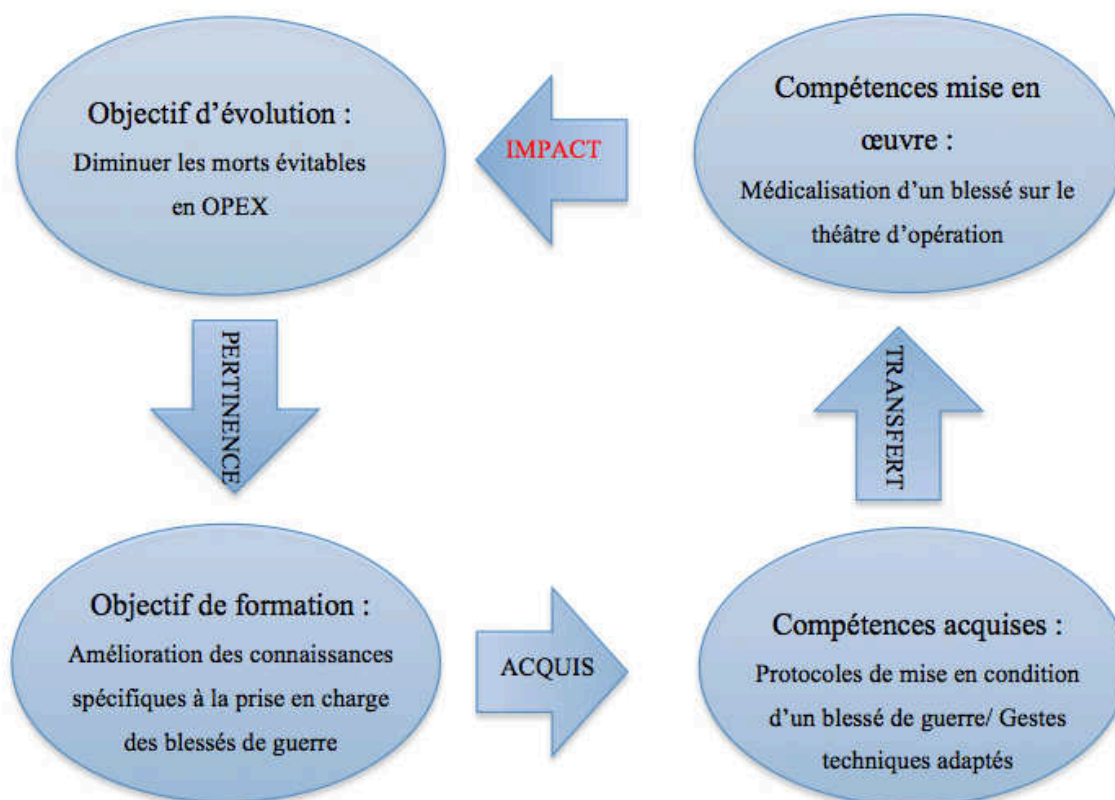 Objectif d'évolution :
Diminuer les morts évitables
en OPEX
IMPACT
Compétences mise en
œuvre :
Médicalisation d'un blessé sur le
théâtre d'opération
PERTINENCE
TRANSFERT
Objectif de formation :
Amélioration des connaissances
spécifiques à la prise en charge
des blessés de guerre
ACQUIS
Compétences acquises :
Protocoles de mise en condition
d'un blessé de guerre/ Gestes
techniques adaptés